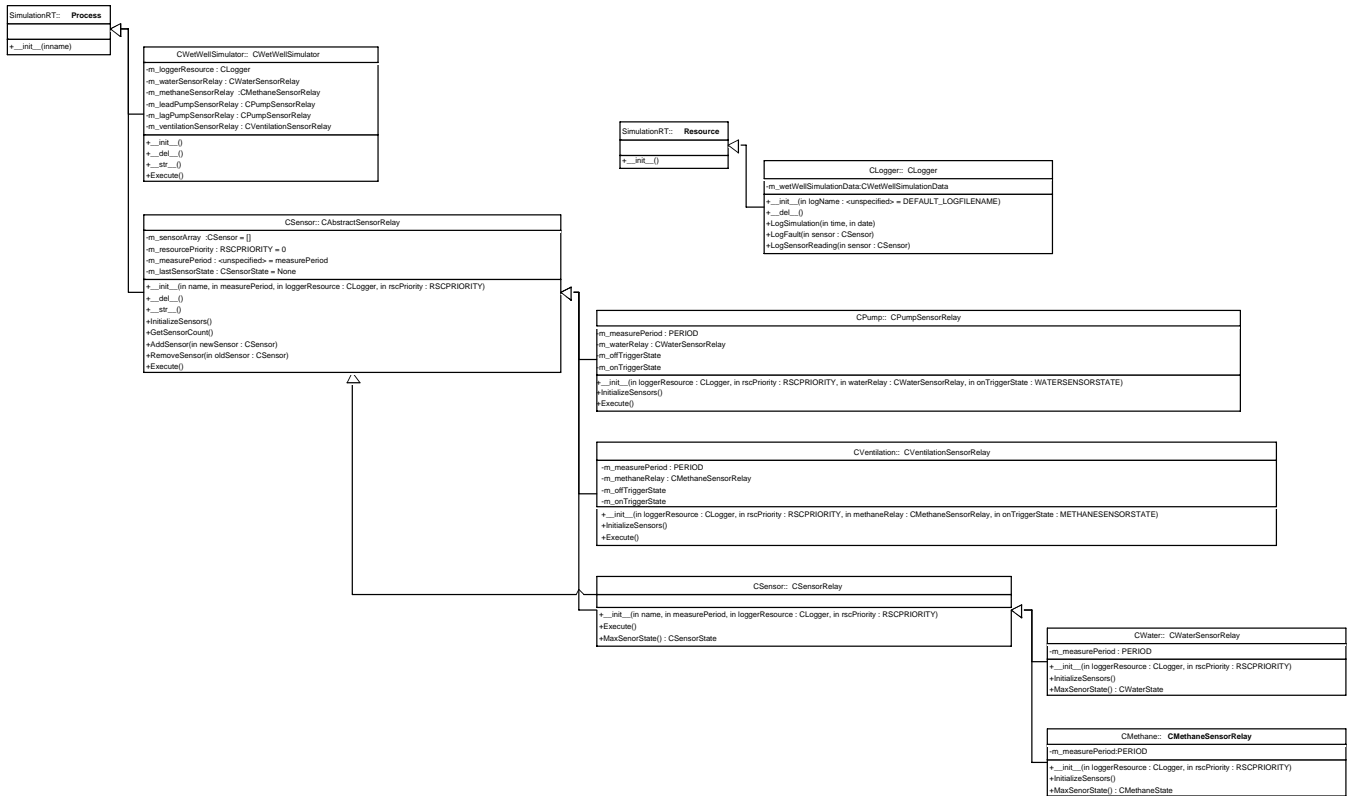 SimulationRT:: Process
+__init__(inname)
CWetWellSimulator:: CWetWellSimulator
-m_loggerResource : CLogger
-m_waterSensorRelay : CWaterSensorRelay
-m_methaneSensorRelay :CMethaneSensorRelay
-m_leadPumpSensorRelay : CPumpSensorRelay
-m_lagPumpSensorRelay : CPumpSensorRelay
-m_ventilationSensorRelay : CVentilationSensorRelay
+__init__()
+__del__()
+__str__()
+Execute()
SimulationRT:: Resource
+__init__()
CLogger:: CLogger
-m_wetWellSimulationData:CWetWellSimulationData
+__init__(in logName : <unspecified> = DEFAULT_LOGFILENAME)
+__del__()
+LogSimulation(in time, in date)
+LogFault(in sensor : CSensor)
+LogSensorReading(in sensor : CSensor)
CSensor:: CAbstractSensorRelay
-m_sensorArray :CSensor = []
-m_resourcePriority : RSCPRIORITY = 0
-m_measurePeriod : <unspecified> = measurePeriod
-m_lastSensorState : CSensorState = None
+__init__(in name, in measurePeriod, in loggerResource : CLogger, in rscPriority : RSCPRIORITY)
+__del__()
+__str__()
+InitializeSensors()
+GetSensorCount()
+AddSensor(in newSensor : CSensor)
+RemoveSensor(in oldSensor : CSensor)
+Execute()
CPump:: CPumpSensorRelay
-m_measurePeriod : PERIOD
-m_waterRelay : CWaterSensorRelay
-m_offTriggerState
-m_onTriggerState
+__init__(in loggerResource : CLogger, in rscPriority : RSCPRIORITY, in waterRelay : CWaterSensorRelay, in onTriggerState : WATERSENSORSTATE)
+InitializeSensors()
+Execute()
CVentilation:: CVentilationSensorRelay
-m_measurePeriod : PERIOD
-m_methaneRelay : CMethaneSensorRelay
-m_offTriggerState
-m_onTriggerState
+__init__(in loggerResource : CLogger, in rscPriority : RSCPRIORITY, in methaneRelay : CMethaneSensorRelay, in onTriggerState : METHANESENSORSTATE)
+InitializeSensors()
+Execute()
CSensor:: CSensorRelay
+__init__(in name, in measurePeriod, in loggerResource : CLogger, in rscPriority : RSCPRIORITY)
+Execute()
+MaxSenorState() : CSensorState
CWater:: CWaterSensorRelay
-m_measurePeriod : PERIOD
+__init__(in loggerResource : CLogger, in rscPriority : RSCPRIORITY)
+InitializeSensors()
+MaxSenorState() : CWaterState
CMethane:: CMethaneSensorRelay
-m_measurePeriod:PERIOD
+__init__(in loggerResource : CLogger, in rscPriority : RSCPRIORITY)
+InitializeSensors()
+MaxSenorState() : CMethaneState